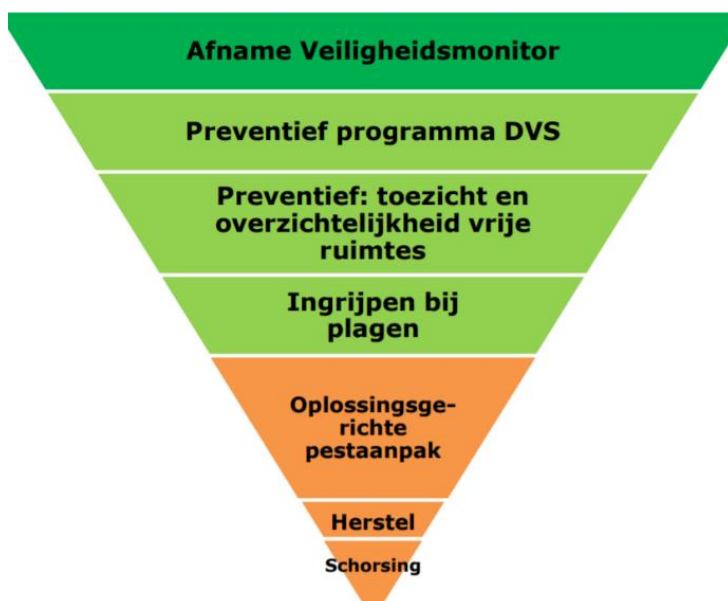 Afname Veiligheidsmonitor
Preventief programma DVS
Preventief: toezicht en
overzichtelijkheid vrije
ruimtes
Ingrijpen bij
plagen
Oplossingsge-
richte
pestaanpak
Herstel
Schorsing